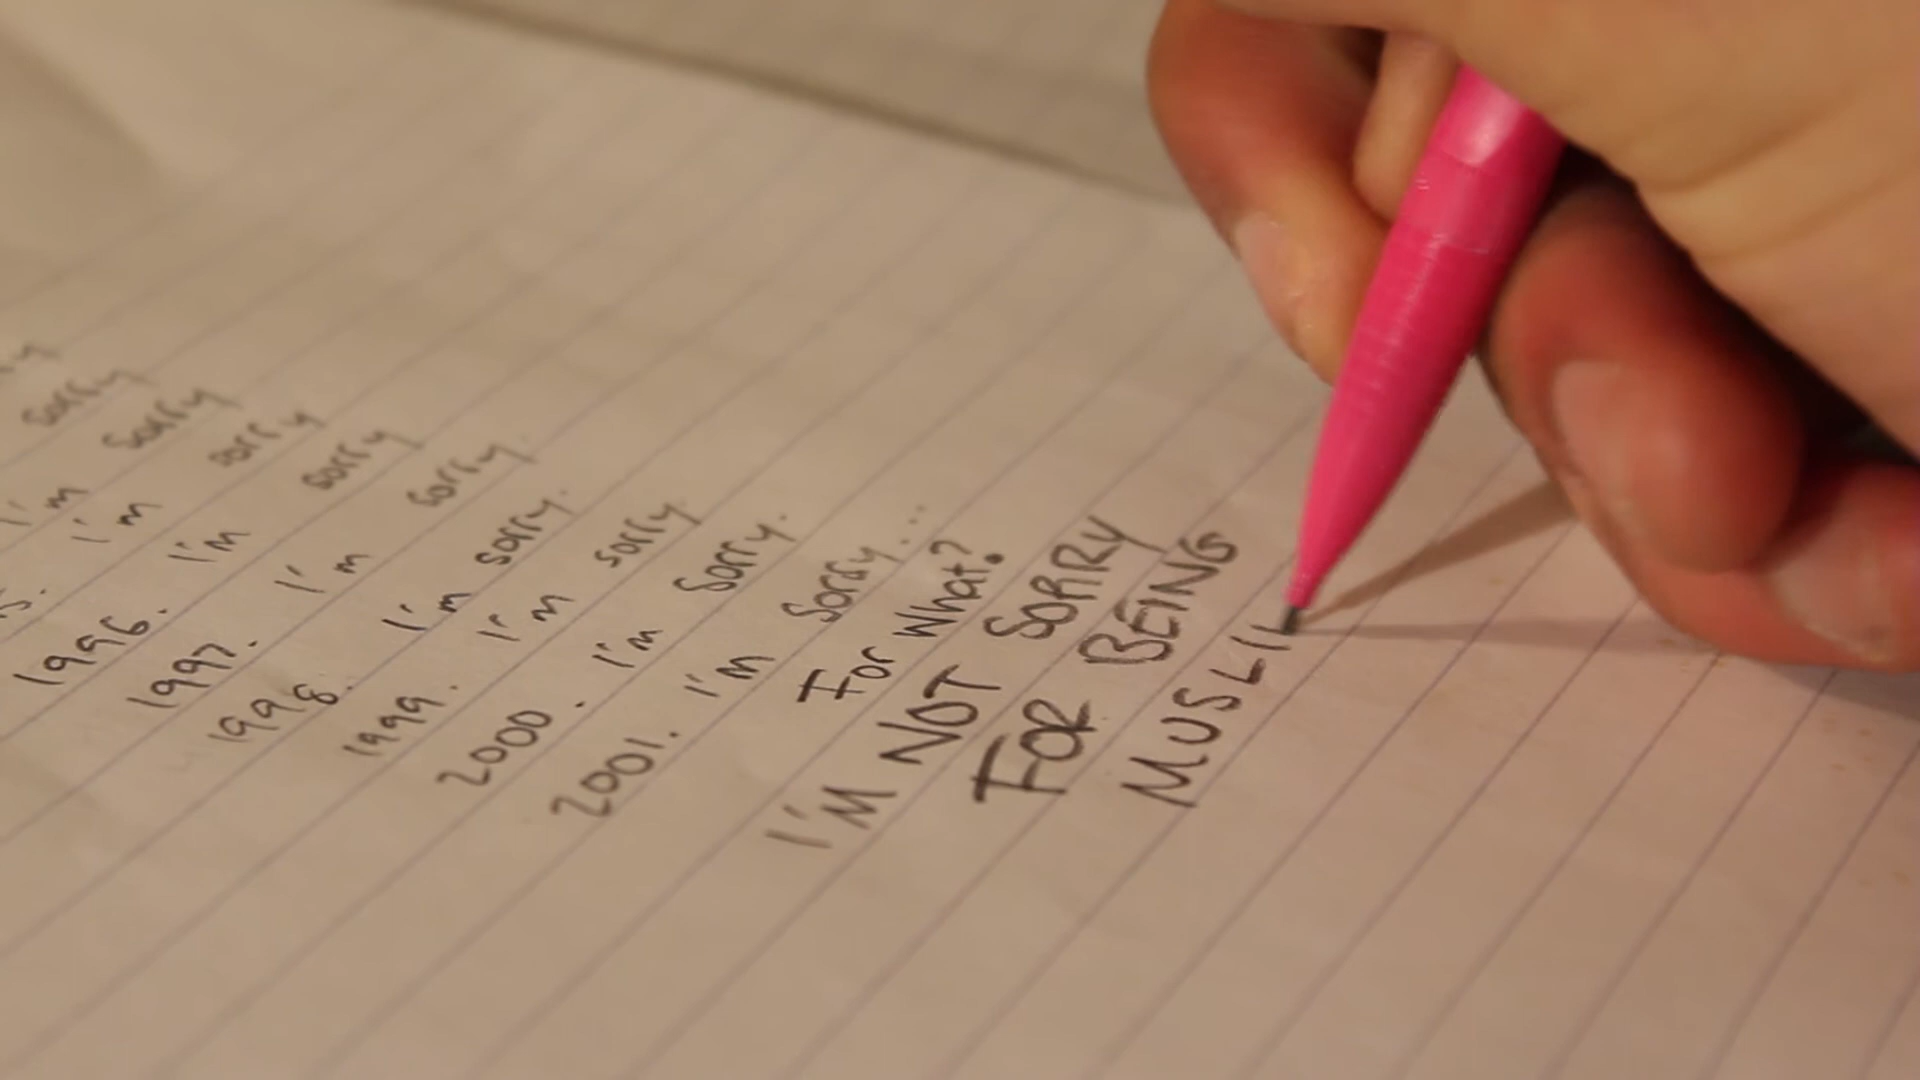 sorry
I'm sorry
I'm sorry
1996. I'm sorry
1997. I'm sorry
1998. I'm sorry.
1999. I'm sorry
2000. I'm sorry.
2001. I'm sorry...
For What?
I'M NOT SORRY
FOR BEING
MUSLI